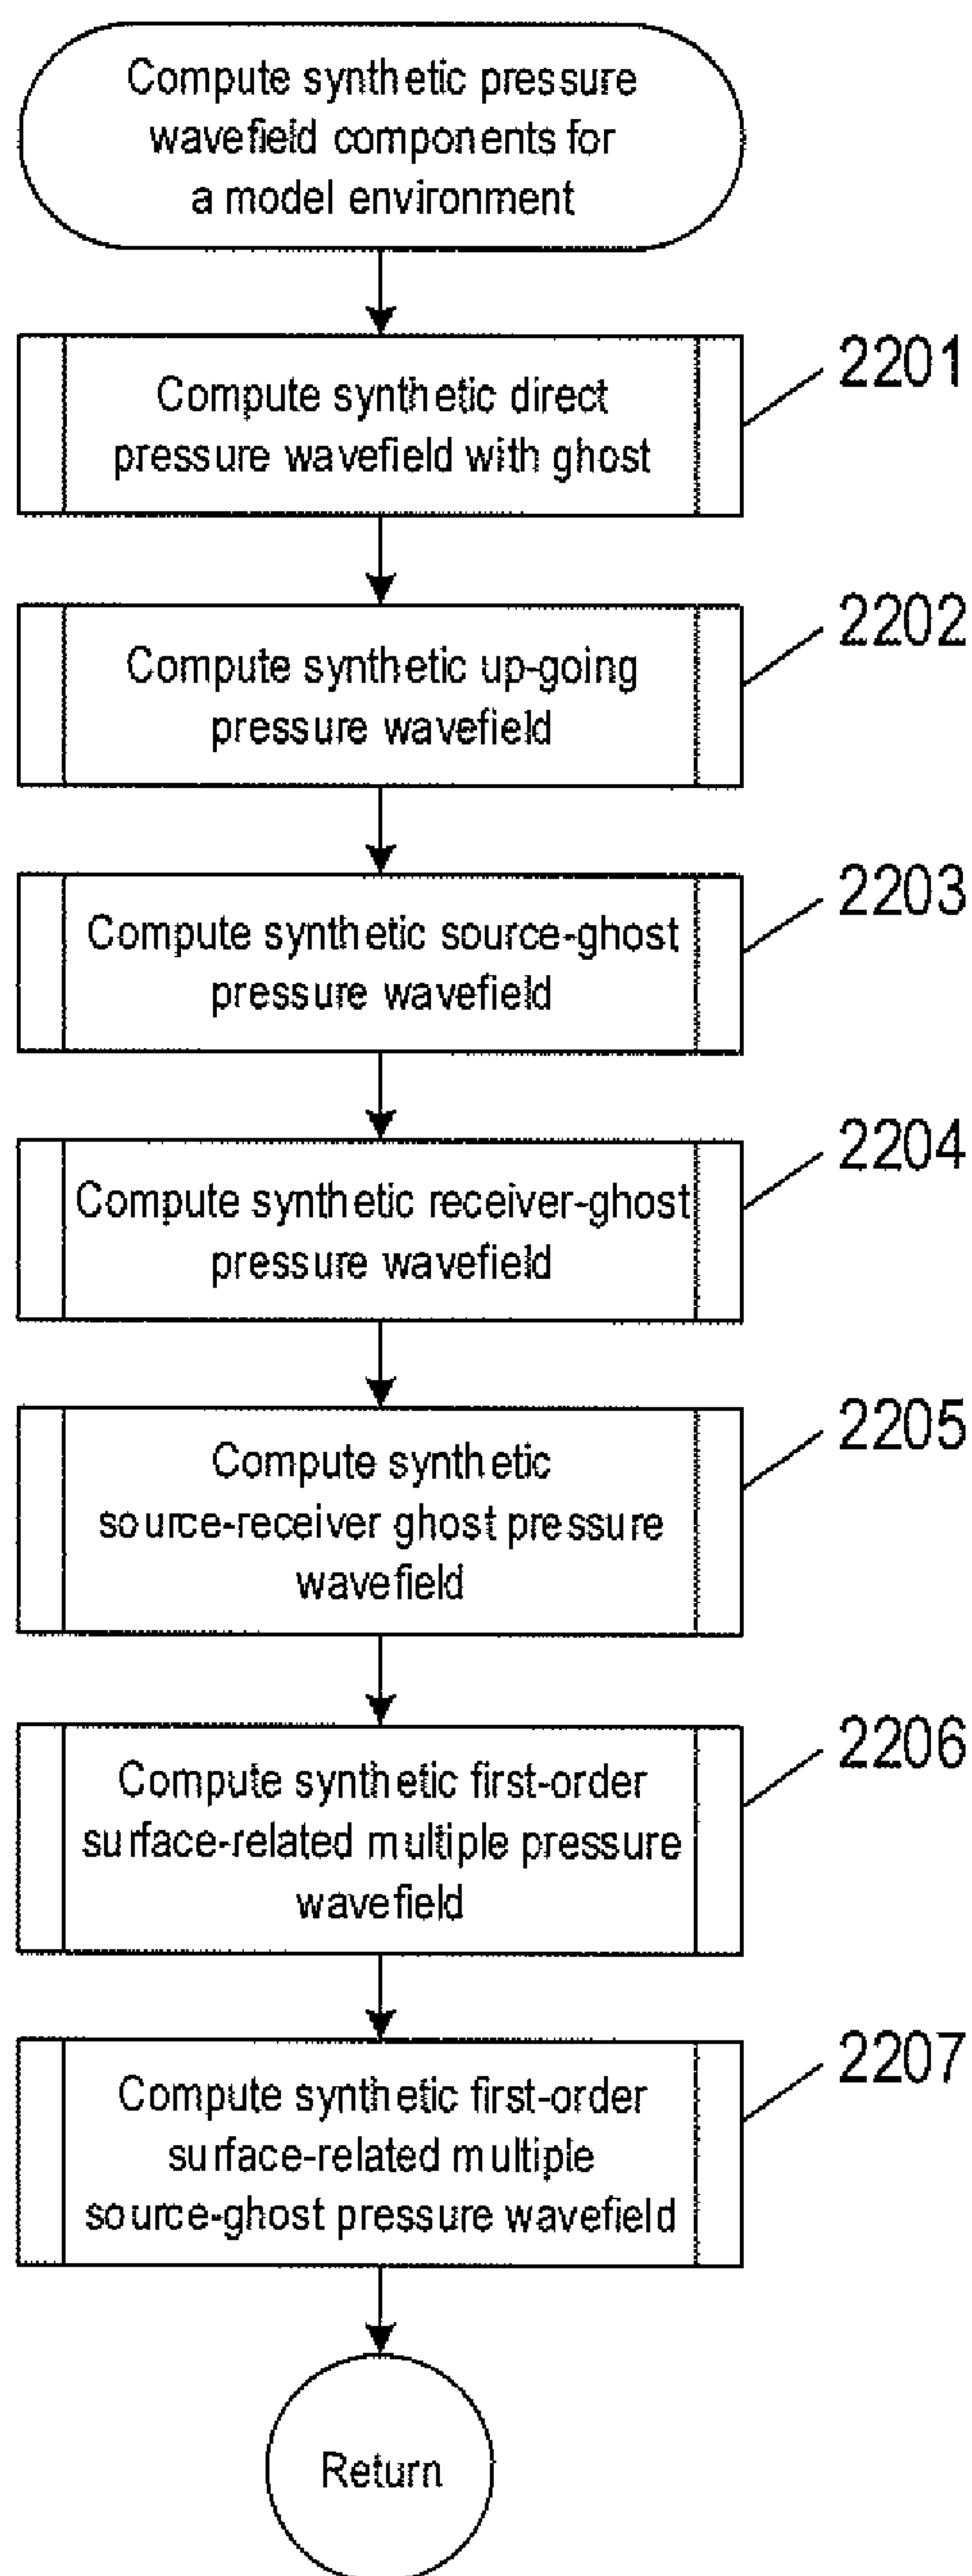 Compute synthetic pressure
wavefield components for
a model environment
2201
Compute synthetic direct
pressure wavefield with ghost
2202
Compute synthetic up-going
pressure wavefield
2203
Compute synthetic source-ghost
pressure wavefield
2204
Compute synthetic receiver-ghost
pressure wavefield
2205
Compute synthetic
source-receiver ghost pressure
wavefield
2206
Compute synthetic first-order
surface-related multiple pressure
wavefield
2207
Compute synthetic first-order
surface-related multiple
source-ghost pressure wavefield
Return